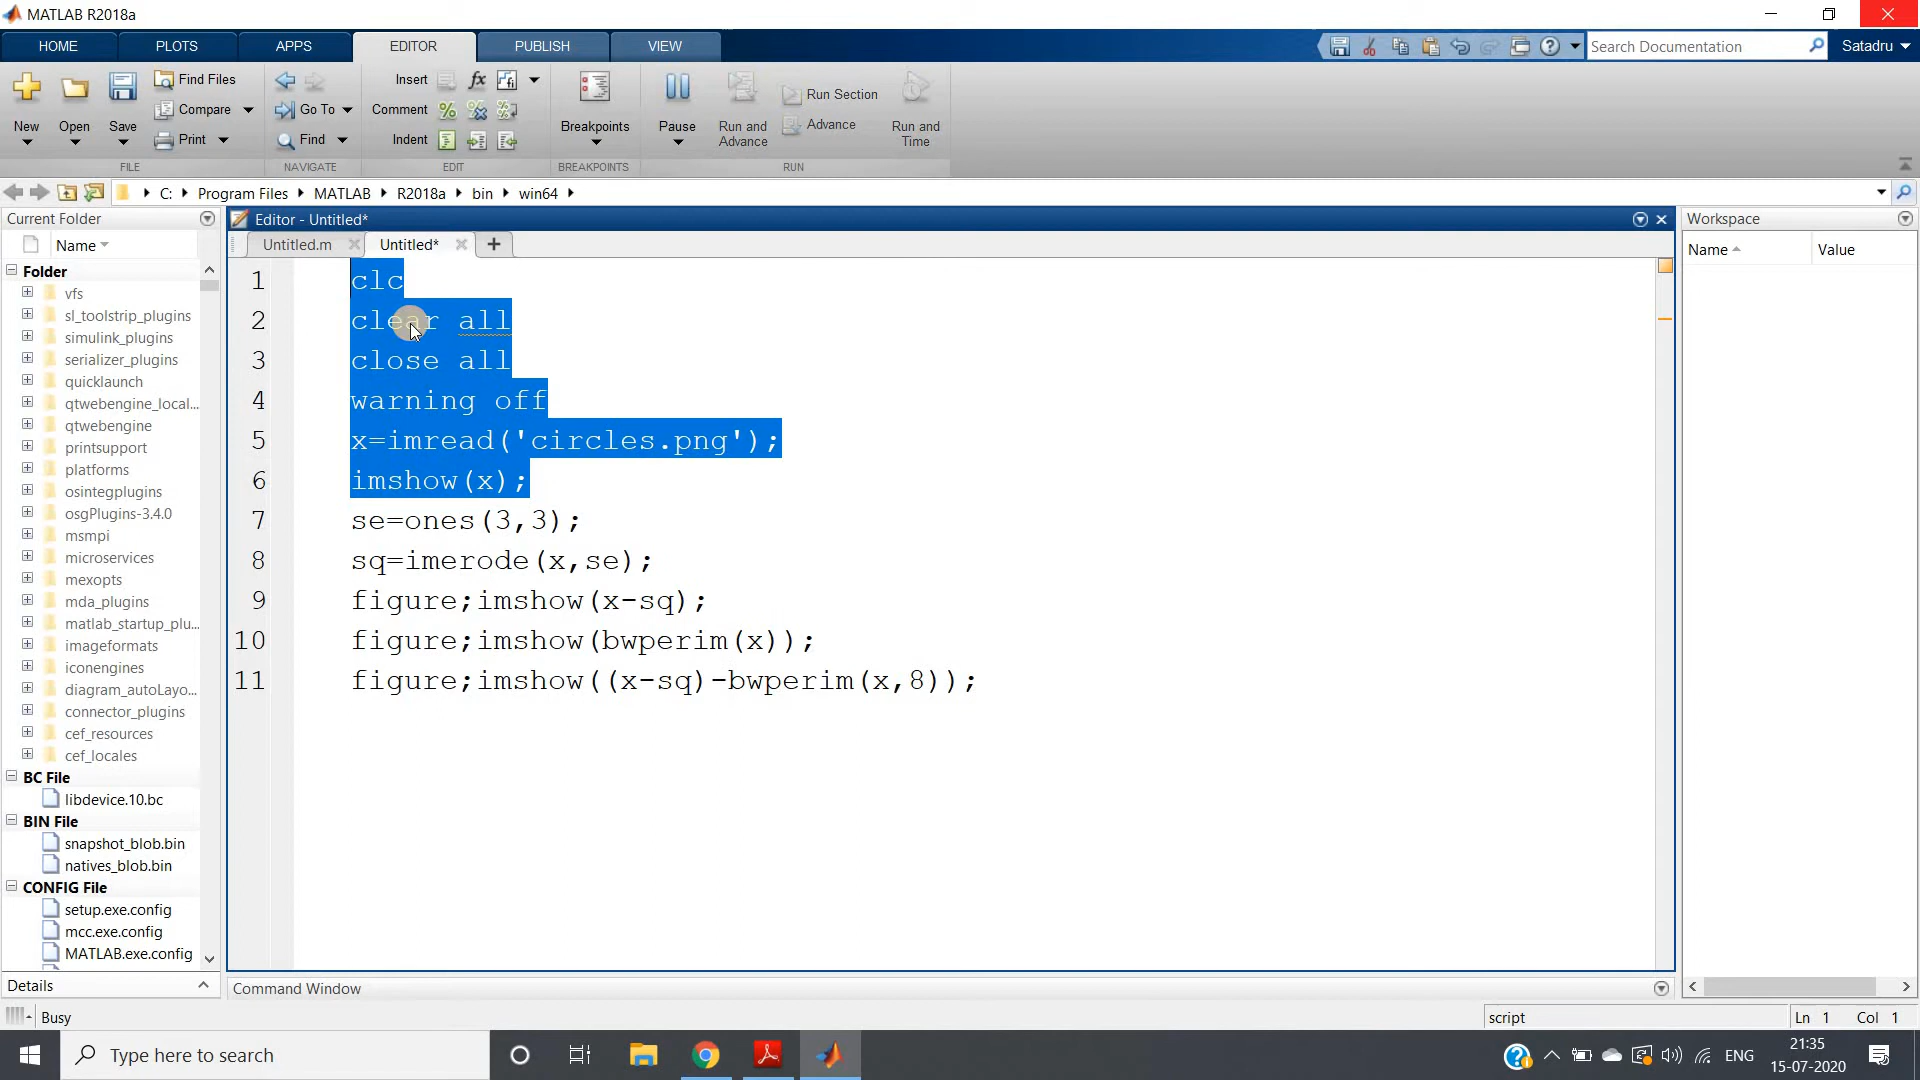 MATLAB R2018a
HOME PLOTS APPS EDITOR PUBLISH VIEW Search Documentation Satadru
New Open Save Find Files Compare Print
Go To Find
Insert fx Comment Indent
Breakpoints Pause Run and Advance Run Section Advance Run and Time
FILE NAVIGATE EDIT BREAKPOINTS RUN
C: Program Files MATLAB R2018a bin win64
Current Folder
Name
Folder
vfs
sl_toolstrip_plugins
simulink_plugins
serializer_plugins
quicklaunch
qtwebengine_local...
qtwebengine
printsupport
platforms
osintegplugins
osgPlugins-3.4.0
msmpi
microservices
mexopts
mda_plugins
matlab_startup_plu...
imageformats
iconengines
diagram_autoLayo...
connector_plugins
cef_resources
cef_locales
BC File
libdevice.10.bc
BIN File
snapshot_blob.bin
natives_blob.bin
CONFIG File
setup.exe.config
mcc.exe.config
MATLAB.exe.config
Details
Editor - Untitled*
Untitled.m Untitled* +
1 clc
2 clear all
3 close all
4 warning off
5 x=imread('circles.png');
6 imshow(x);
7 se=ones(3,3);
8 sq=imerode(x,se);
9 figure;imshow(x-sq);
10 figure;imshow(bwperim(x));
11 figure;imshow((x-sq)-bwperim(x,8));
Command Window
Workspace
Name Value
Busy script Ln 1 Col 1
Type here to search ENG 21:35
15-07-2020